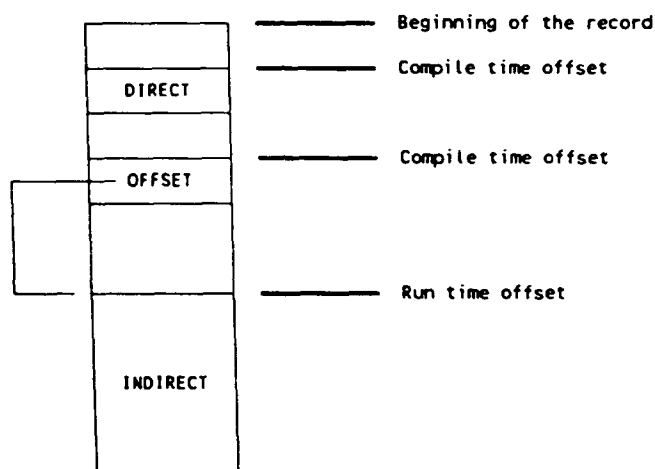 Beginning of the record
Compile time offset
DIRECT
Compile time offset
OFFSET
Run time offset
INDIRECT